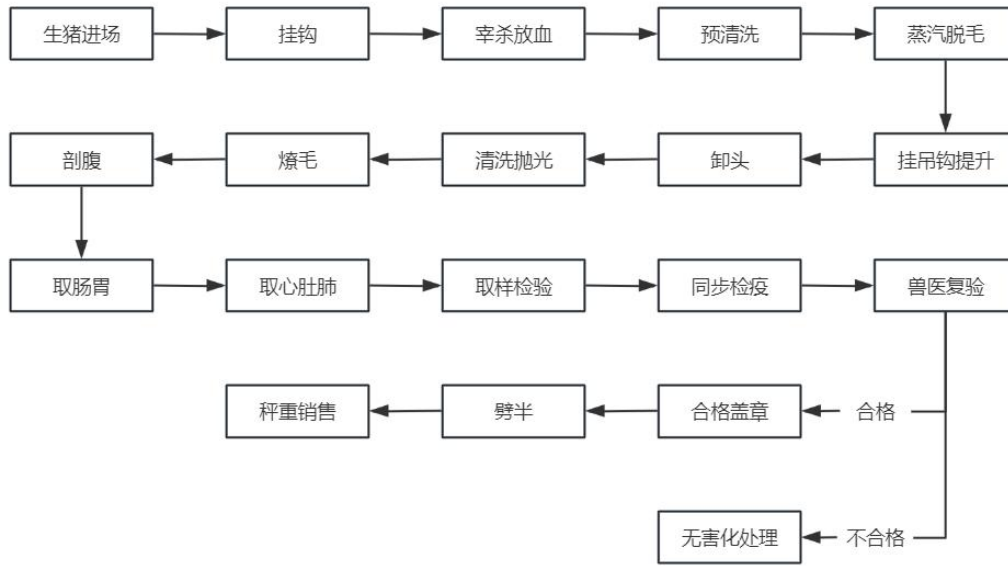 生猪进场
挂钩
宰杀放血
预清洗
蒸汽脱毛
挂吊钩提升
卸头
清洗抛光
燎毛
剖腹
取肠胃
取心肚肺
取样检验
同步检疫
兽医复验
合格
合格盖章
劈半
秤重销售
不合格
无害化处理